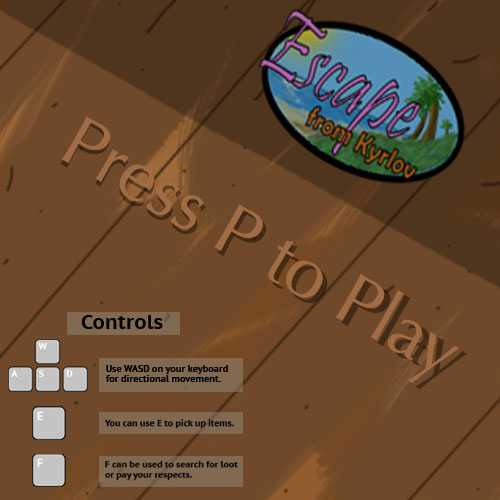 Escape
from Kyrlov
Press P to Play
Controls
W
A S D
Use WASD on your keyboard
for directional movement.
E
You can use E to pick up items.
F
F can be used to search for loot
or pay your respects.